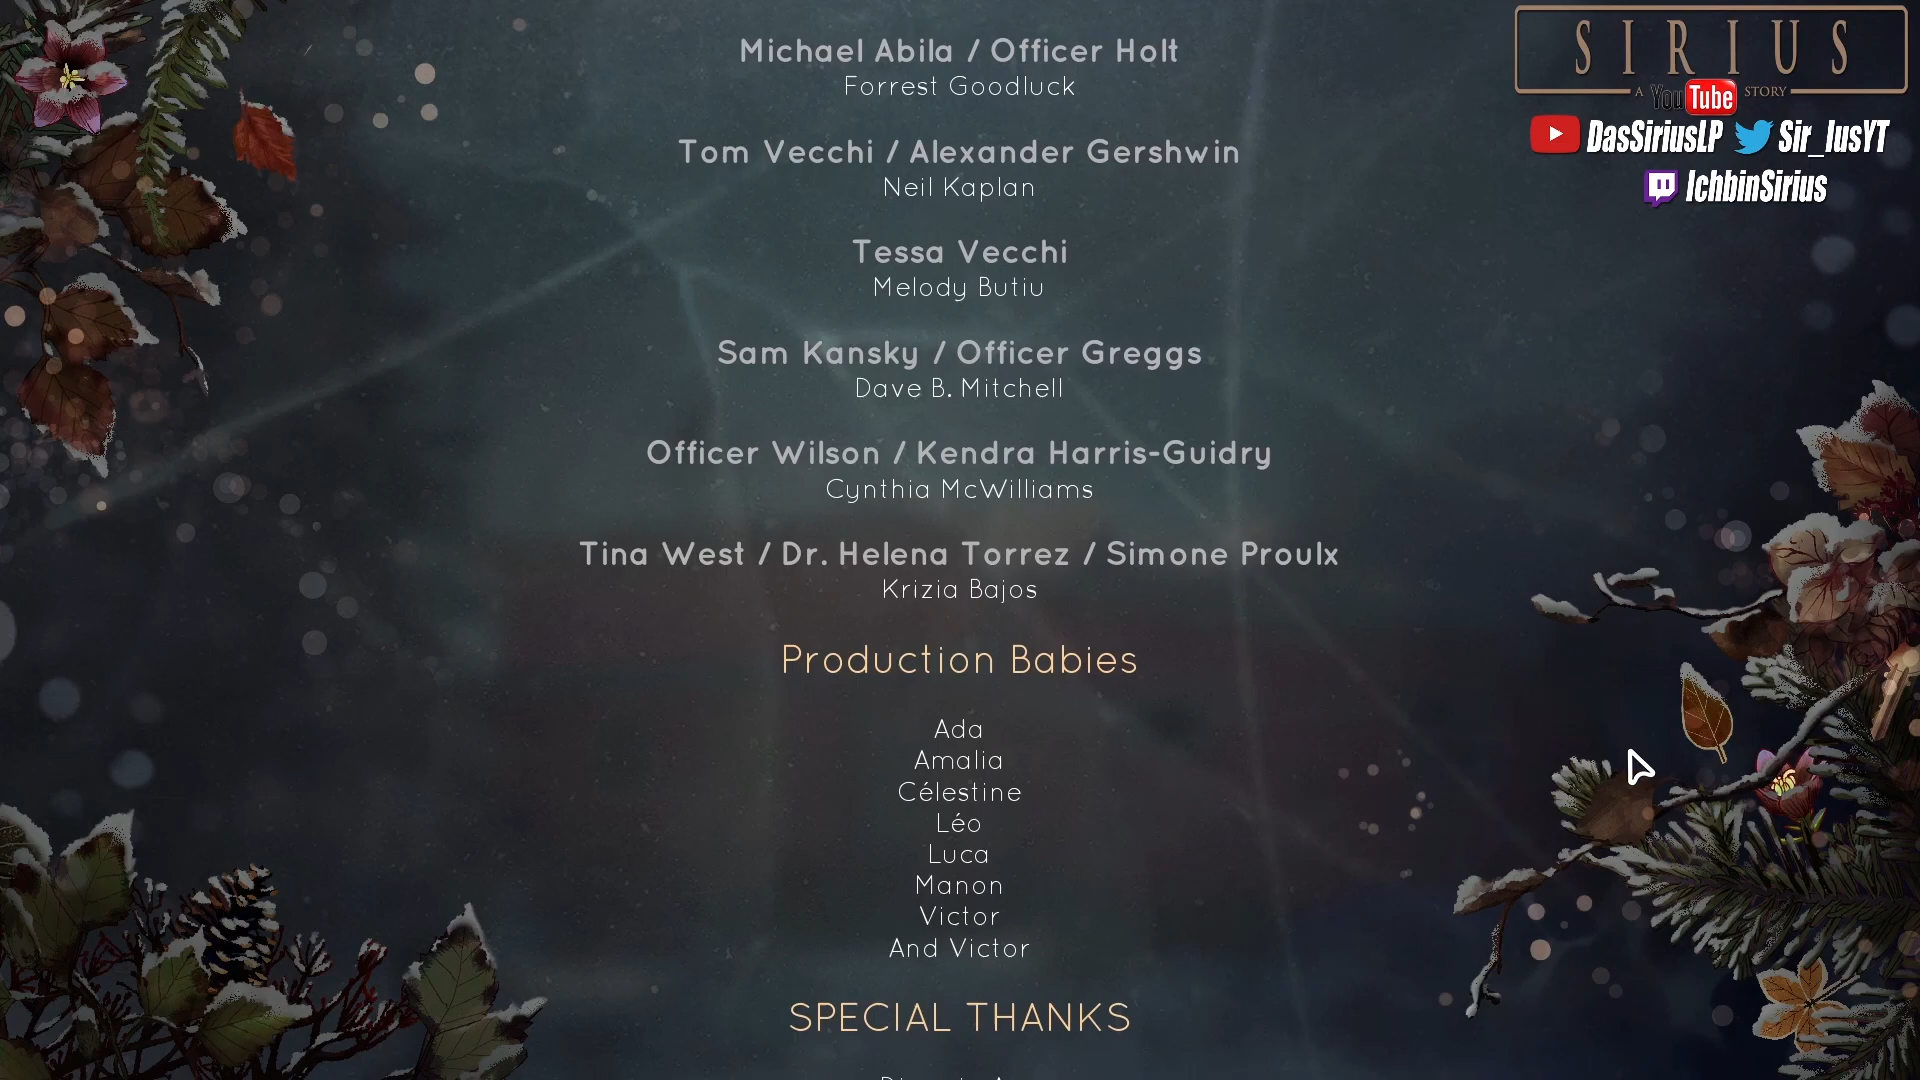 Michael Abila / Officer Holt
Forrest Goodluck
Tom Vecchi / Alexander Gershwin
Neil Kaplan
Tessa Vecchi
Melody Butiu
Sam Kansky / Officer Greggs
Dave B. Mitchell
Officer Wilson / Kendra Harris-Guidry
Cynthia McWilliams
Tina West / Dr. Helena Torrez / Simone Proulx
Krizia Bajos
Production Babies
Ada
Amalia
Célestine
Léo
Luca
Manon
Victor
And Victor
SPECIAL THANKS
SIRIUS
A YouTube STORY
DasSiriusLP Sir_IusYT
IchbinSirius